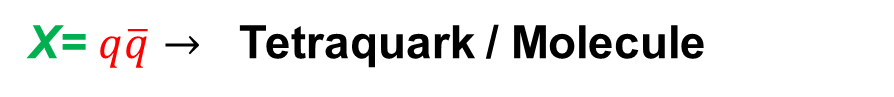 X= qq̄ → Tetraquark / Molecule